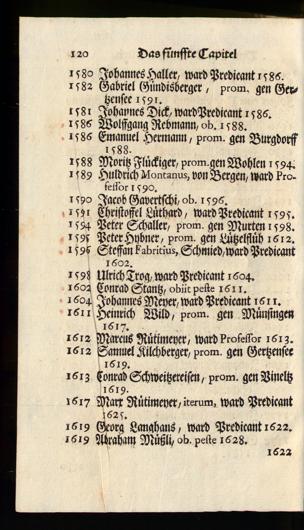 120 Das fünffte Capitel
1580 Johannes Haller, ward Predicant 1586.
1582 Gabriel Gündisberger, prom. gen Ger-
tzensee 1591.
1581 Johannes Dick, ward Predicant 1586.
1586 Wolffgang Rebmann, ob. 1588.
1586 Emanuel Hermann, prom. gen Burgdorff
1588.
1588 Moritz Flückiger, prom. gen Wohlen 1594.
1589 Huldrich Montanus, von Bergen, ward Pro-
fessor 1590.
1590 Jacob Gavertschi, ob. 1596.
1591 Christoffel Lüthard, ward Predicant 1595.
1594 Peter Schaller, prom. gen Murten 1598.
1595 Peter Hybner, prom. gen Lützelflüh 1612.
1596 Steffan Fabritius, Schmied, ward Predicant
1602.
1598 Ulrich Trog, ward Predicant 1604.
1602 Conrad Stantz, obiit peste 1611.
1604 Johannes Meyer, ward Predicant 1611.
1611 Heinrich Wild, prom. gen Münsingen
1617.
1612 Marcus Rütimeyer, ward Professor 1613.
1612 Samuel Kilchberger, prom. gen Gertzensee
1619.
1613 Conrad Schweitzereisen, prom. gen Vineltz
1619.
1617 Marx Rütimeyer, iterum, ward Predicant
1625.
1619 Georg Langhans, ward Predicant 1622.
1619 Abraham Müßli, ob. peste 1628.
1622